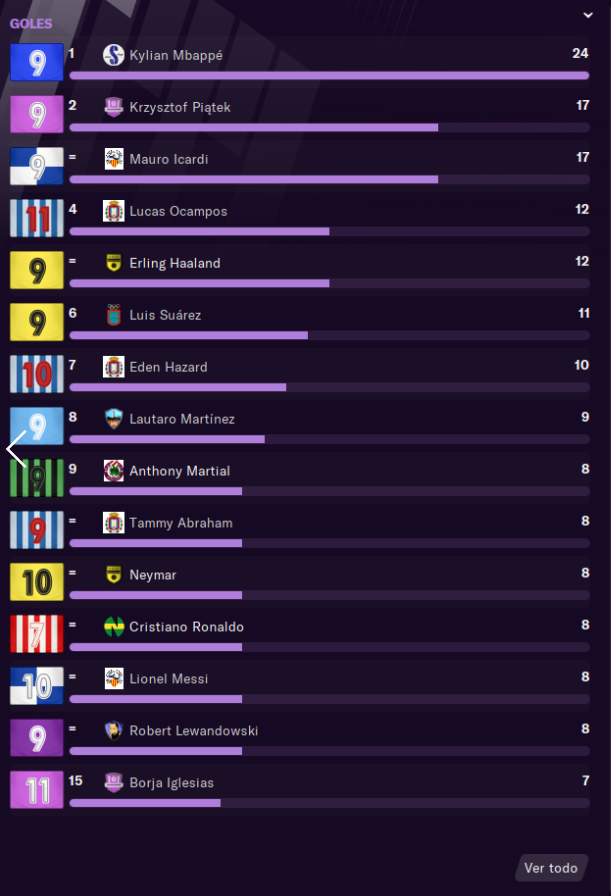 GOLES
9 1 Kylian Mbappé 24
9 2 Krzysztof Piątek 17
9 = Mauro Icardi 17
11 4 Lucas Ocampos 12
9 = Erling Haaland 12
9 6 Luis Suárez 11
10 7 Eden Hazard 10
9 8 Lautaro Martínez 9
9 9 Anthony Martial 8
9 = Tammy Abraham 8
10 = Neymar 8
7 = Cristiano Ronaldo 8
10 = Lionel Messi 8
9 = Robert Lewandowski 8
11 15 Borja Iglesias 7
Ver todo